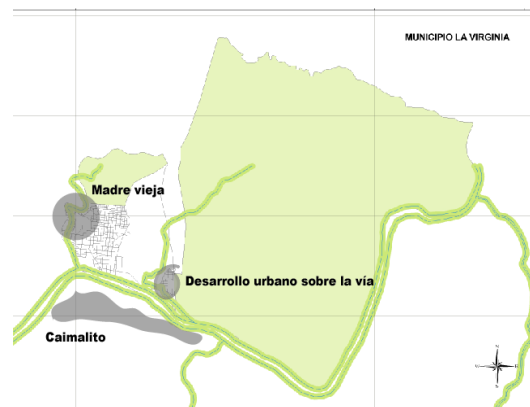 MUNICIPIO LA VIRGINIA
Madre vieja
Desarrollo urbano sobre la vía
Caimalito
N